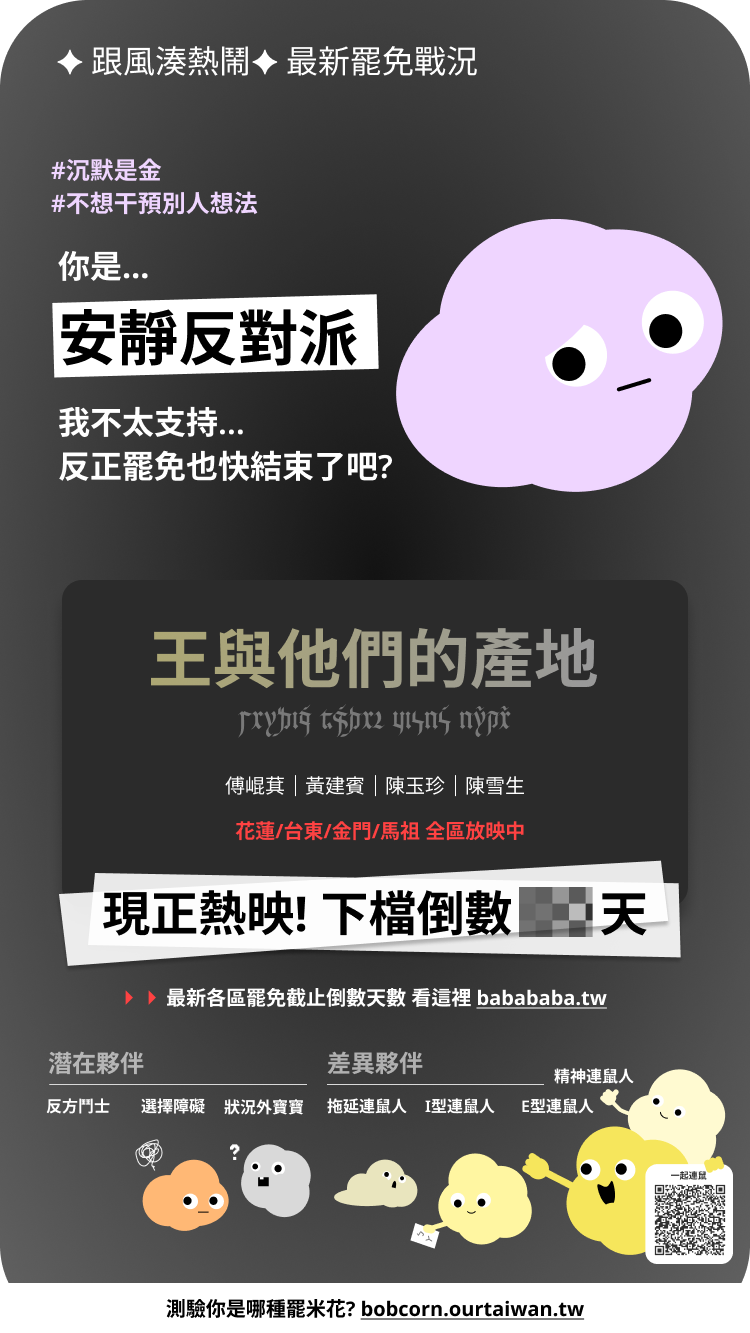 ✦ 跟風湊熱鬧✦ 最新罷免戰況
#沉默是金
#不想干預別人想法
你是...
安靜反對派
我不太支持...
反正罷免也快結束了吧?
王與他們的產地
傅崐萁｜黃建賓｜陳玉珍｜陳雪生
花蓮/台東/金門/馬祖 全區放映中
現正熱映! 下檔倒數 天
最新各區罷免截止倒數天數 看這裡 babababa.tw
潛在夥伴 差異夥伴
精神連鼠人
反方鬥士 選擇障礙 狀況外寶寶 拖延連鼠人 I型連鼠人 E型連鼠人
?
一起連鼠
測驗你是哪種罷米花? bobcorn.ourtaiwan.tw